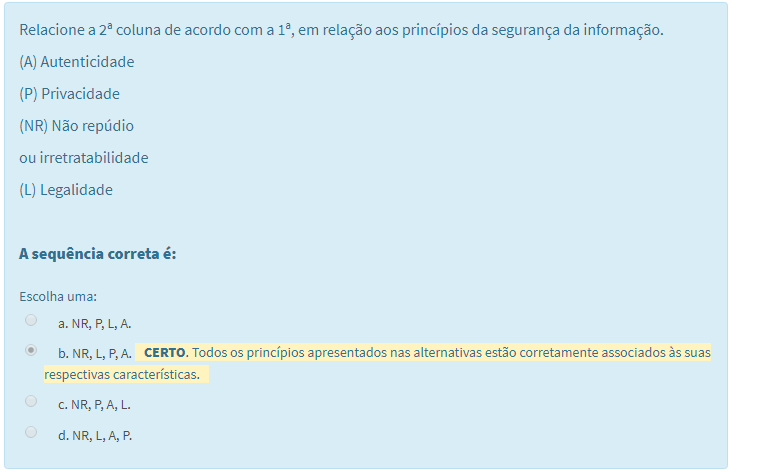 Relacione a 2ª coluna de acordo com a 1ª, em relação aos princípios da segurança da informação.
(A) Autenticidade
(P) Privacidade
(NR) Não repúdio
ou irretratabilidade
(L) Legalidade
A sequência correta é:
Escolha uma:
a. NR, P, L, A.
b. NR, L, P, A. CERTO. Todos os princípios apresentados nas alternativas estão corretamente associados às suas
respectivas características.
c. NR, P, A, L.
d. NR, L, A, P.